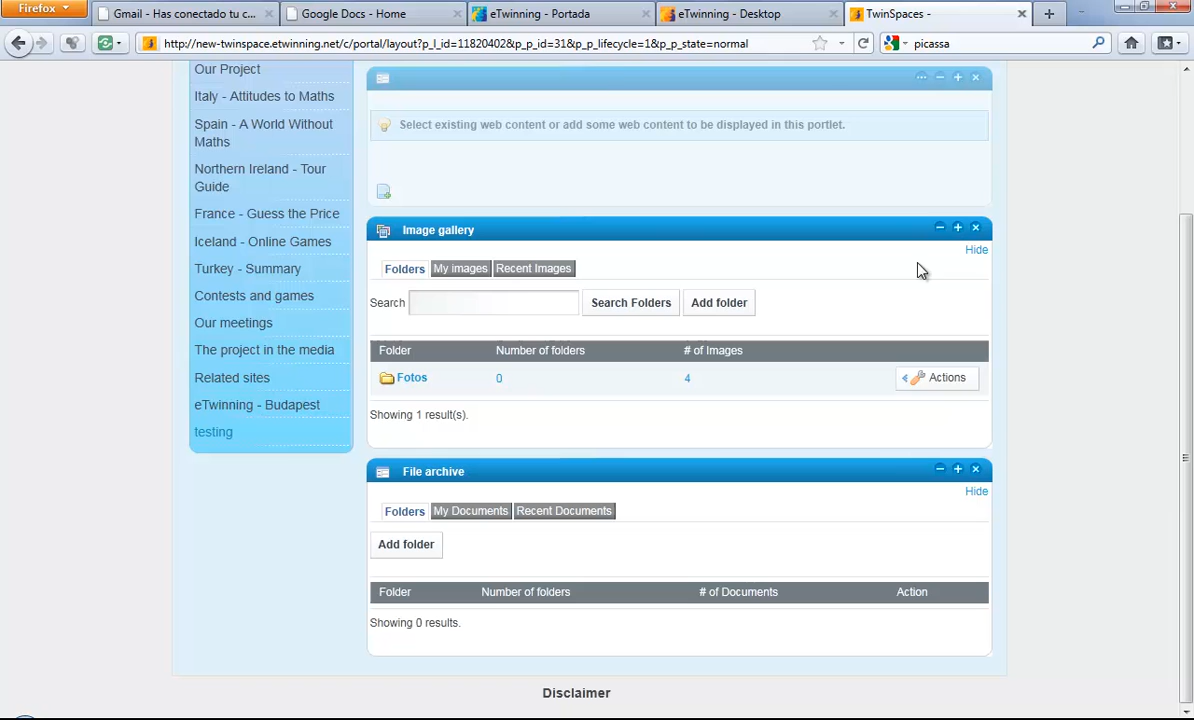 Firefox
Gmail - Has conectado tu c...
Google Docs - Home
eTwinning - Portada
eTwinning - Desktop
TwinSpaces -
http://new-twinspace.etwinning.net/c/portal/layout?p_l_id=11820402&p_p_id=31&p_p_lifecycle=1&p_p_state=normal
picassa
Our Project
Italy - Attitudes to Maths
Spain - A World Without
Maths
Northern Ireland - Tour
Guide
France - Guess the Price
Iceland - Online Games
Turkey - Summary
Contests and games
Our meetings
The project in the media
Related sites
eTwinning - Budapest
testing
Select existing web content or add some web content to be displayed in this portlet.
Image gallery
Hide
Folders My images Recent Images
Search Search Folders Add folder
Folder Number of folders # of Images
Fotos 0 4 Actions
Showing 1 result(s).
File archive
Hide
Folders My Documents Recent Documents
Add folder
Folder Number of folders # of Documents Action
Showing 0 results.
Disclaimer